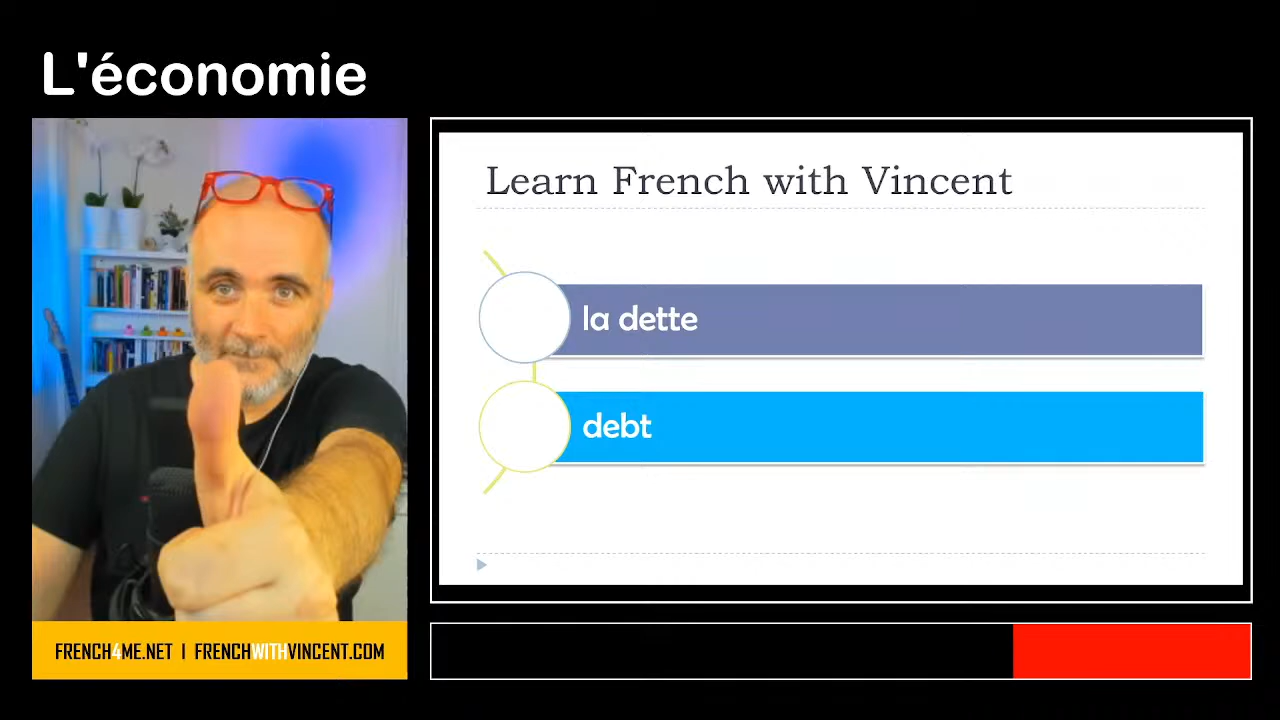 L'économie
Learn French with Vincent
la dette
debt
FRENCH4ME.NET | FRENCHWITHVINCENT.COM